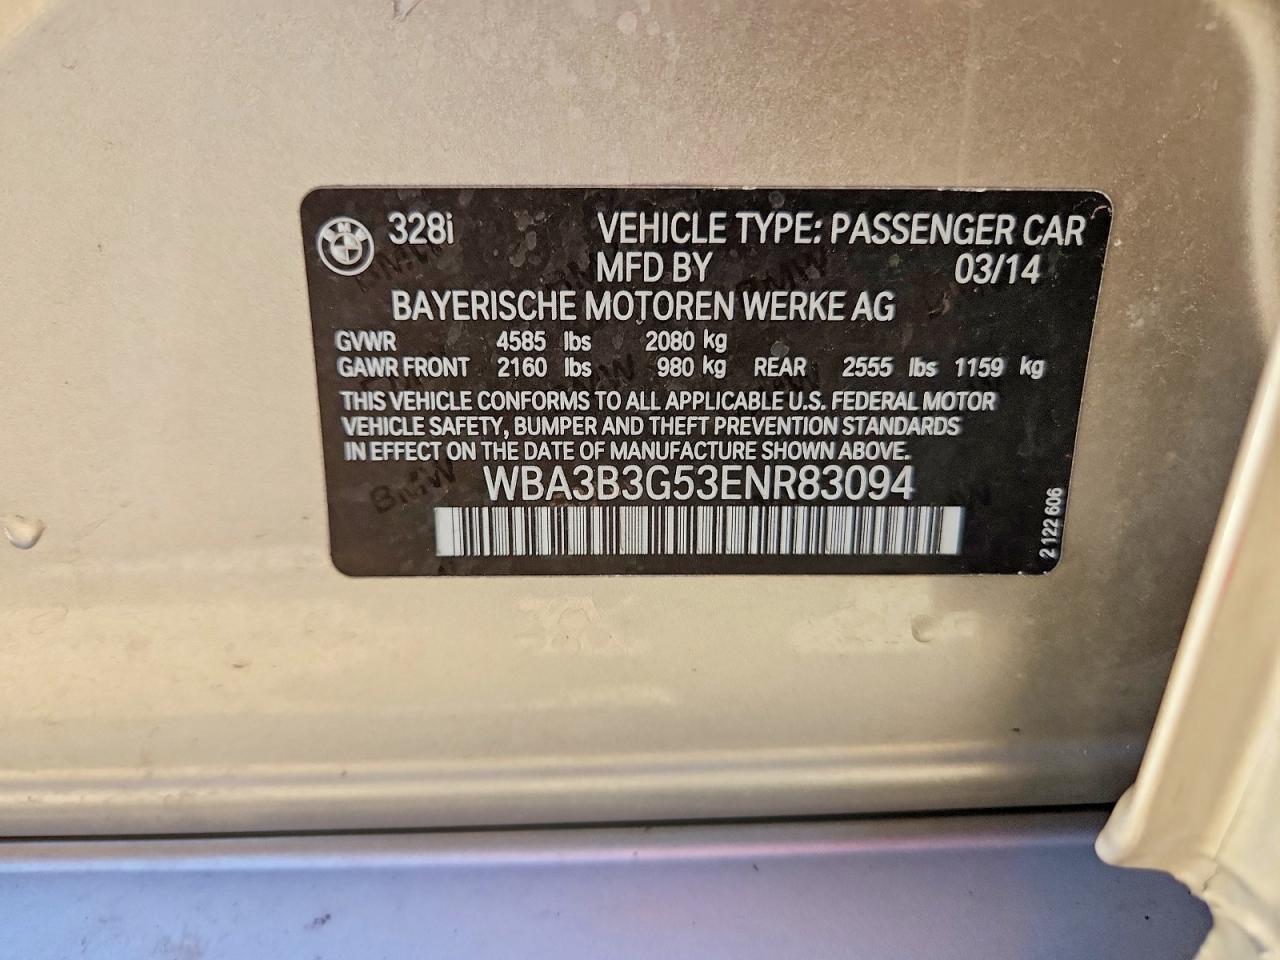 328i VEHICLE TYPE: PASSENGER CAR
MFD BY 03/14
BAYERISCHE MOTOREN WERKE AG
GVWR 4585 lbs 2080 kg
GAWR FRONT 2160 lbs 980 kg REAR 2555 lbs 1159 kg
THIS VEHICLE CONFORMS TO ALL APPLICABLE U.S. FEDERAL MOTOR
VEHICLE SAFETY, BUMPER AND THEFT PREVENTION STANDARDS
IN EFFECT ON THE DATE OF MANUFACTURE SHOWN ABOVE.
WBA3B3G53ENR83094
2 122 606
BMW